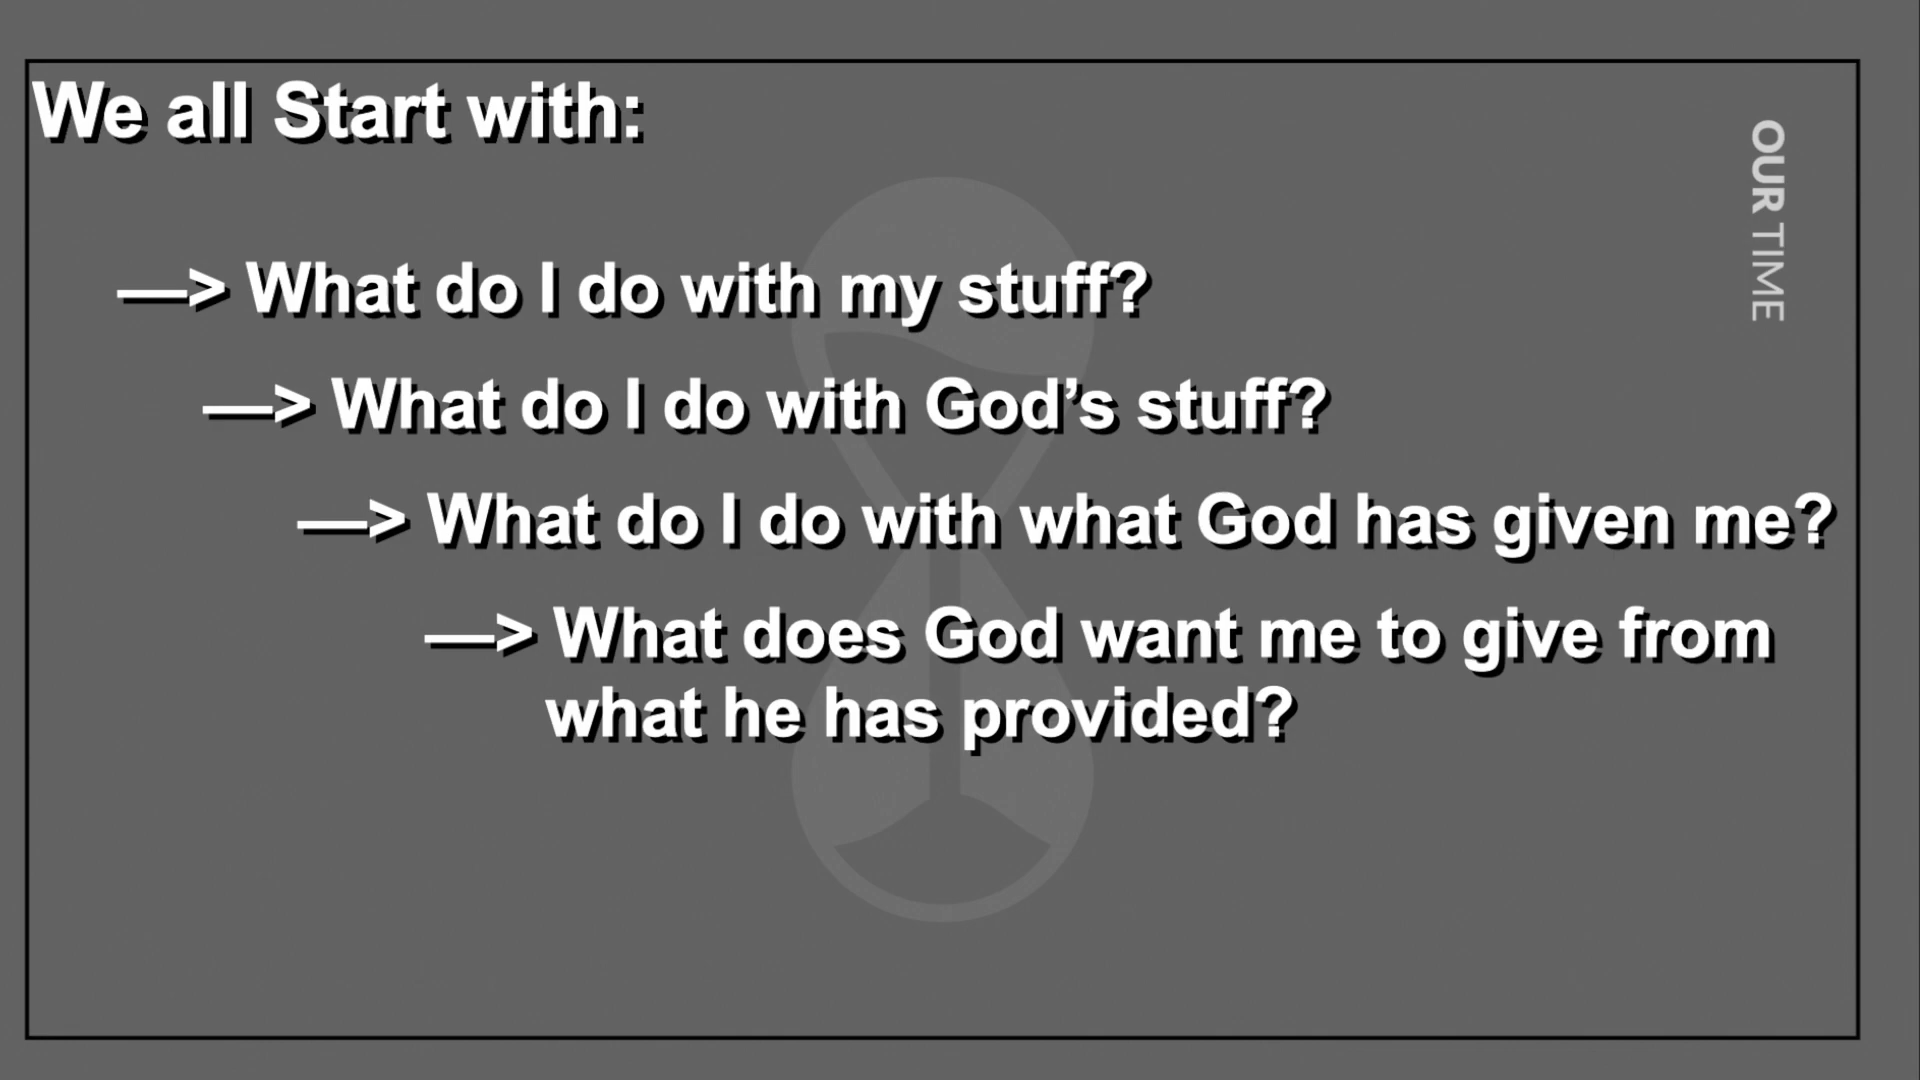 We all Start with:
—> What do I do with my stuff?
—> What do I do with God’s stuff?
—> What do I do with what God has given me?
—> What does God want me to give from
what he has provided?
OUR TIME